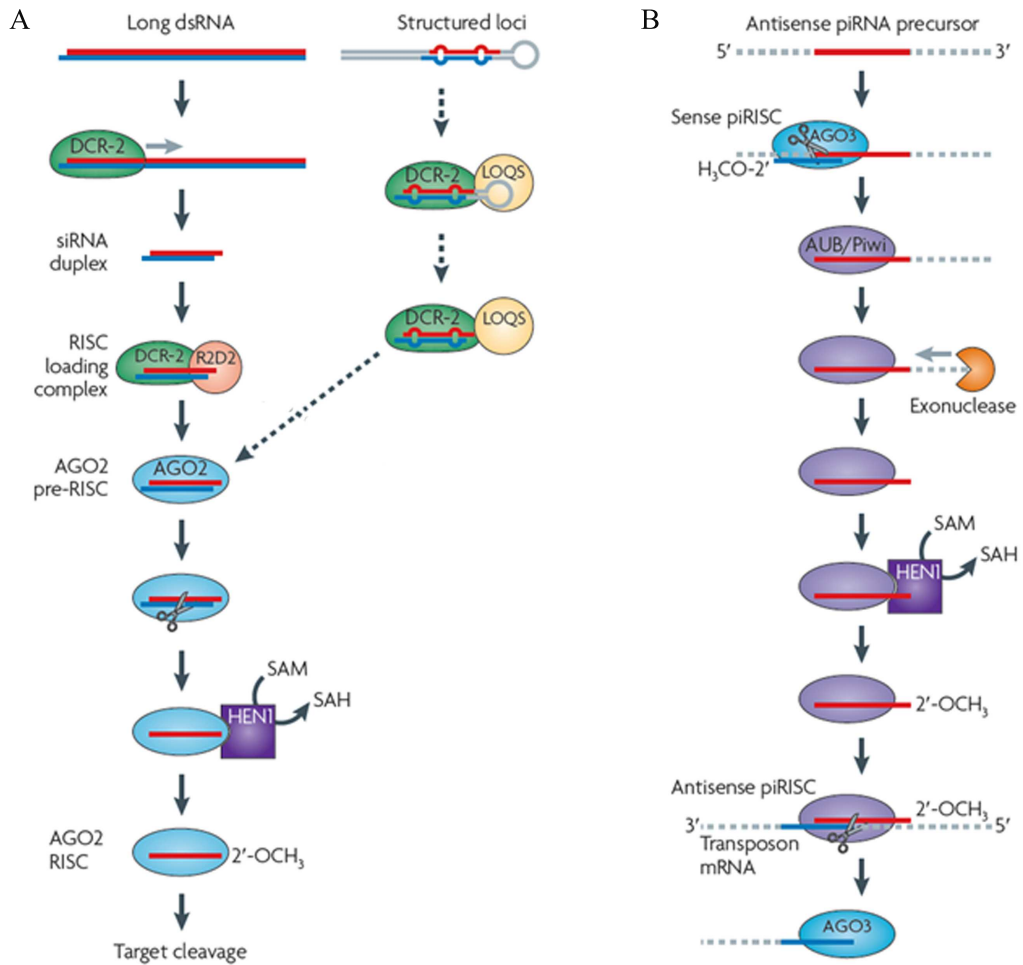 A
Long dsRNA
Structured loci
DCR-2
DCR-2
LOQS
siRNA
duplex
DCR-2
LOQS
RISC
loading
complex
DCR-2
R2D2
AGO2
pre-RISC
AGO2
SAM
SAH
HEN1
AGO2
RISC
2′-OCH₃
Target cleavage
B
Antisense piRNA precursor
5′
3′
Sense piRISC
AGO3
H₃CO-2′
AUB/Piwi
Exonuclease
SAM
SAH
HEN1
2′-OCH₃
Antisense piRISC
2′-OCH₃
3′
5′
Transposon
mRNA
AGO3